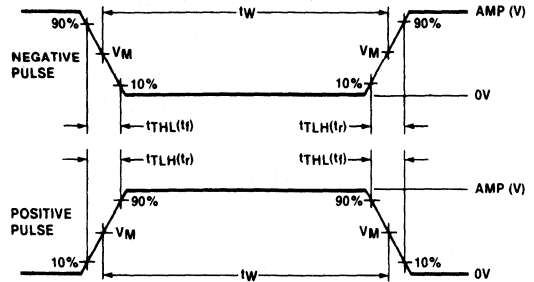 tW
90% 90% AMP (V)
NEGATIVE
PULSE
VM VM
10% 10%
0V
tTHL(tf) tTLH(tr)
tTLH(tr) tTHL(tf)
AMP (V)
90% 90%
POSITIVE
PULSE
VM VM
10% 10%
0V
tW